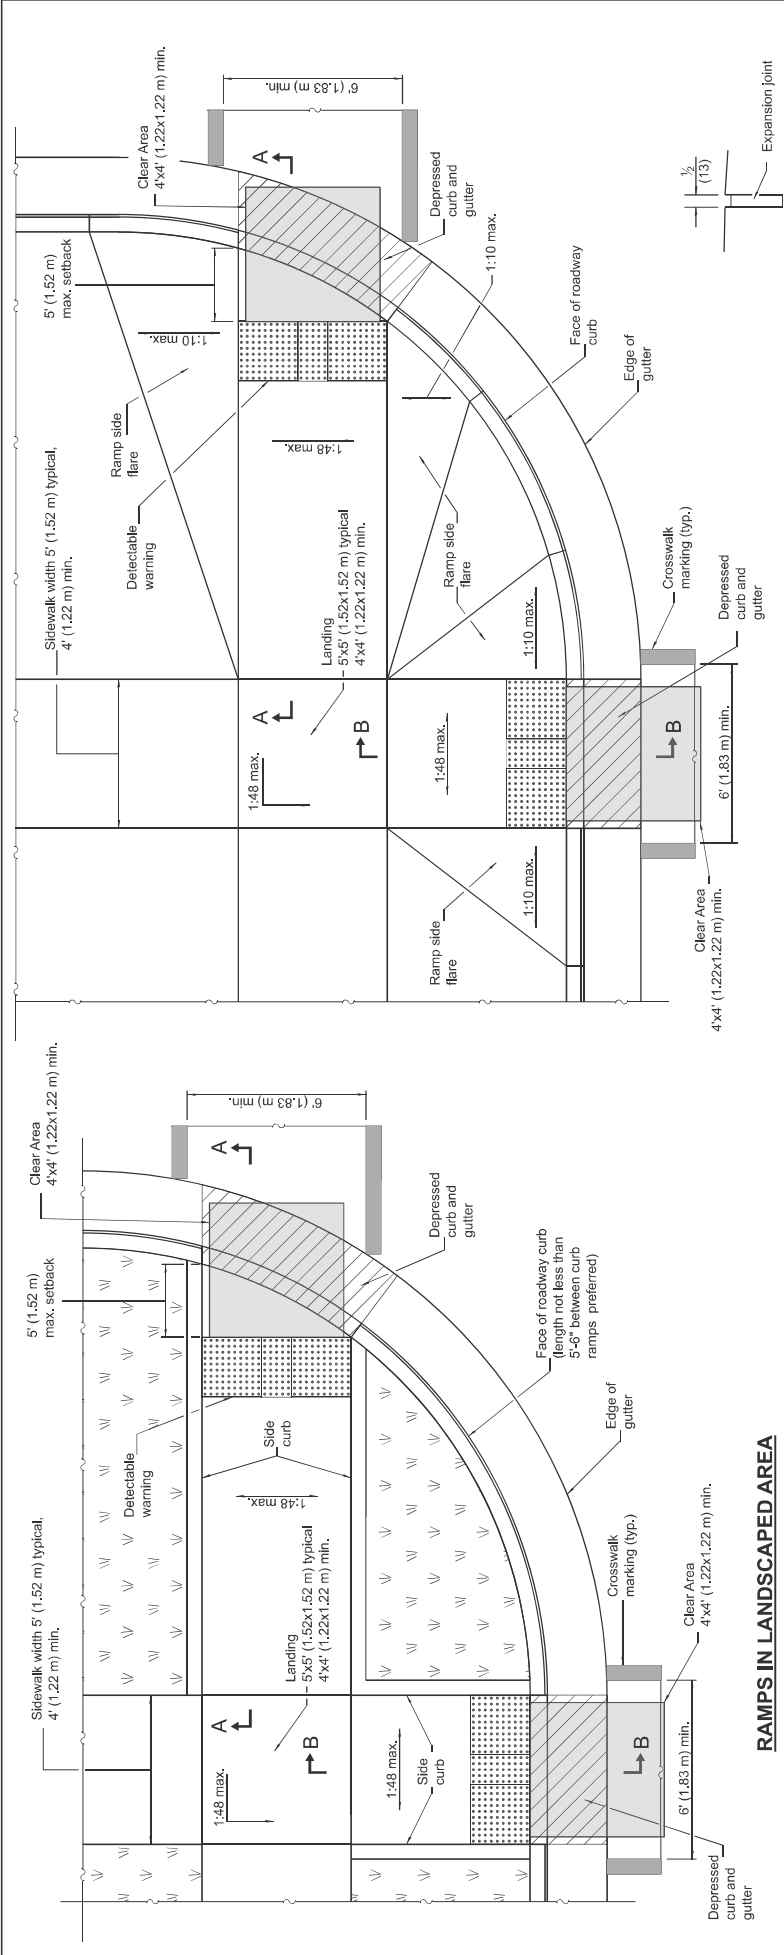 Sidewalk width 5' (1.52 m) typical,
4' (1.22 m) min.
5' (1.52 m)
max. setback
Clear Area
4'x4' (1.22x1.22 m) min.
6' (1.83 m) min.
A
Detectable
warning
Side
curb
1:48 max.
Landing
5'x5' (1.52x1.52 m) typical
4'x4' (1.22x1.22 m) min.
A
1:48 max.
B
1:48 max.
Side
curb
Depressed
curb and
gutter
Face of roadway curb
(length not less than
5'-6" between curb
ramps preferred)
Edge of
gutter
Crosswalk
marking (typ.)
Clear Area
4'x4' (1.22x1.22 m) min.
B
6' (1.83 m) min.
Depressed
curb and
gutter
RAMPS IN LANDSCAPED AREA
Sidewalk width 5' (1.52 m) typical,
4' (1.22 m) min.
5' (1.52 m)
max. setback
Clear Area
4'x4' (1.22x1.22 m) min.
6' (1.83 m) min.
A
Ramp side
flare
1:10 max.
Detectable
warning
1:48 max.
Landing
5'x5' (1.52x1.52 m) typical
4'x4' (1.22x1.22 m) min.
A
1:48 max.
B
1:48 max.
Ramp side
flare
1:10 max.
Depressed
curb and
gutter
1:10 max.
Face of roadway
curb
Edge of
gutter
Ramp side
flare
1:10 max.
Crosswalk
marking (typ.)
Depressed
curb and
gutter
B
6' (1.83 m) min.
Clear Area
4'x4' (1.22x1.22 m) min.
½
(13)
Expansion joint